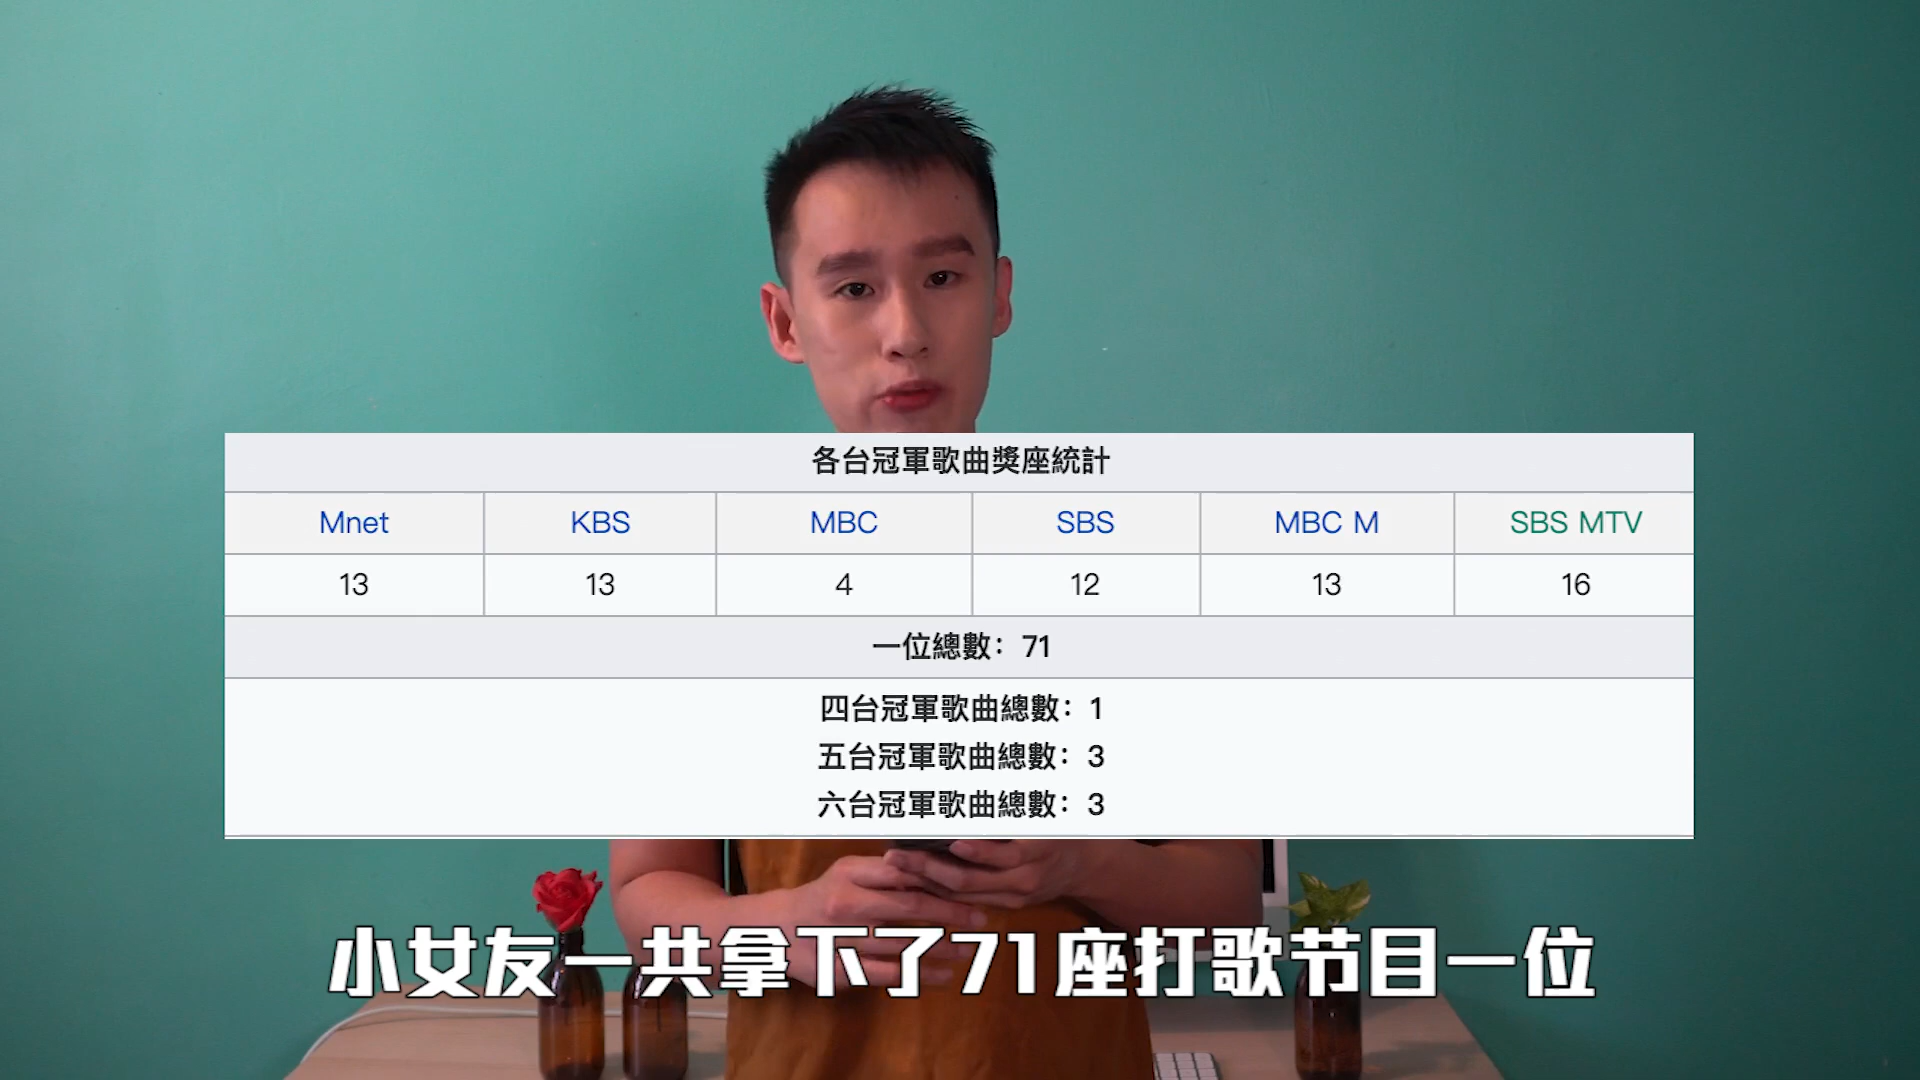 各台冠軍歌曲獎座統計
Mnet KBS MBC SBS MBC M SBS MTV
13 13 4 12 13 16
一位總數：71
四台冠軍歌曲總數：1
五台冠軍歌曲總數：3
六台冠軍歌曲總數：3
小女友一共拿下了71座打歌节目一位